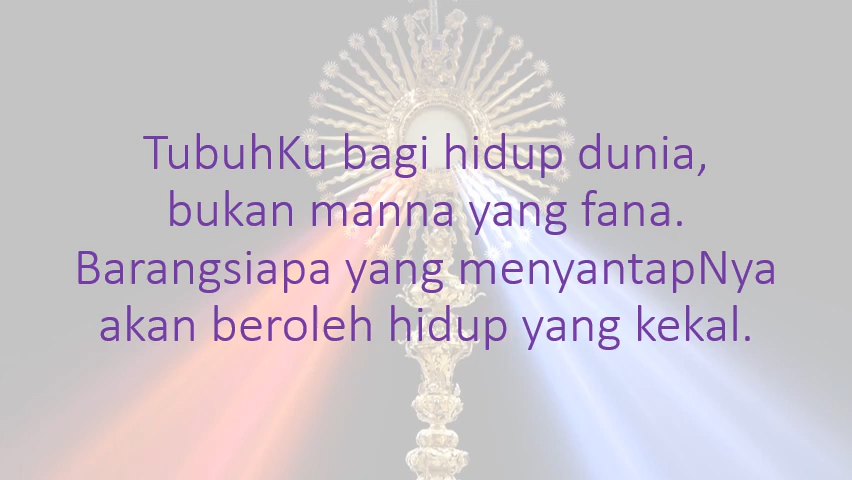 TubuhKu bagi hidup dunia,
bukan manna yang fana.
Barangsiapa yang menyantapNya
akan beroleh hidup yang kekal.